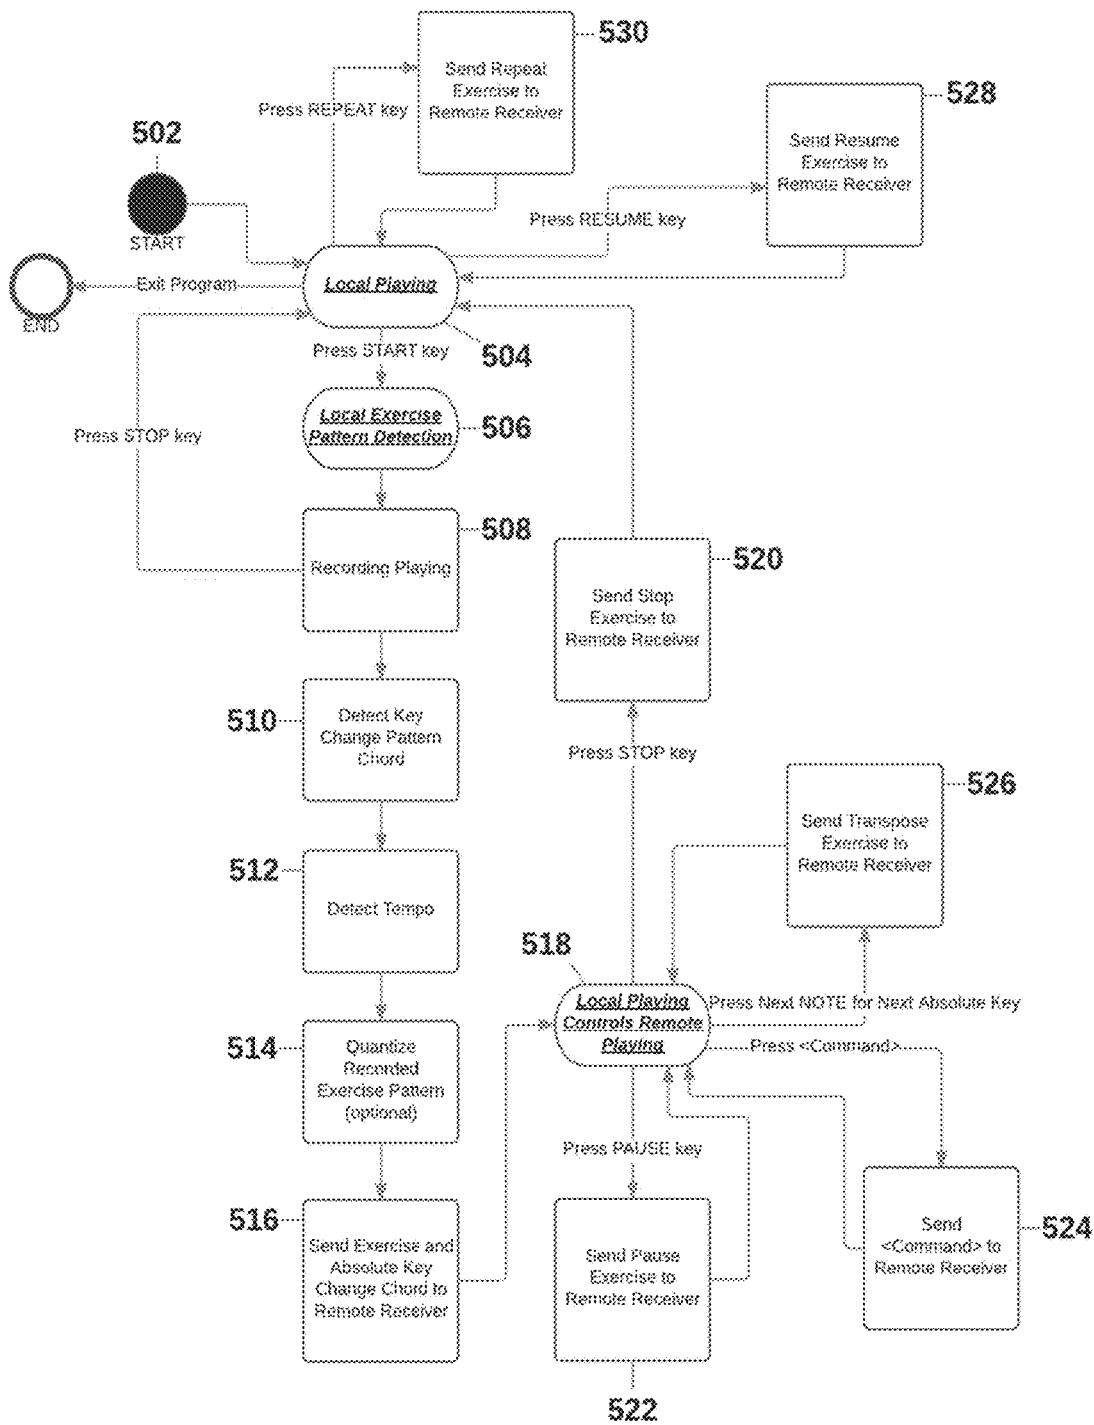 530
Send Repeat
Exercise to
Remote Receiver
Press REPEAT key
528
Send Resume
Exercise to
Remote Receiver
502
START
Press RESUME key
Exit Program
END
Local Playing
504
Press START key
Local Exercise
Pattern Detection
506
Press STOP key
508
Recording Playing
520
Send Stop
Exercise to
Remote Receiver
510
Detect Key
Change Pattern
Chord
Press STOP key
526
Send Transpose
Exercise to
Remote Receiver
512
Detect Tempo
518
Local Playing
Controls Remote
Playing
Press Next NOTE for Next Absolute Key
Press <Command>
514
Quantize
Recorded
Exercise Pattern
(optional)
Press PAUSE key
516
Send Exercise and
Absolute Key
Change Chord to
Remote Receiver
Send Pause
Exercise to
Remote Receiver
522
524
Send
<Command> to
Remote Receiver